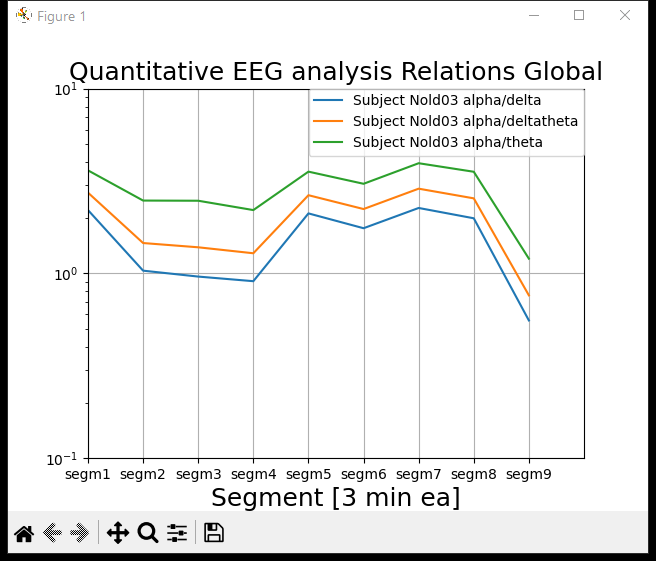 Figure 1
Quantitative EEG analysis Relations Global
10¹
Subject Nold03 alpha/delta
Subject Nold03 alpha/deltatheta
Subject Nold03 alpha/theta
10⁰
10⁻¹
segm1 segm2 segm3 segm4 segm5 segm6 segm7 segm8 segm9
Segment [3 min ea]